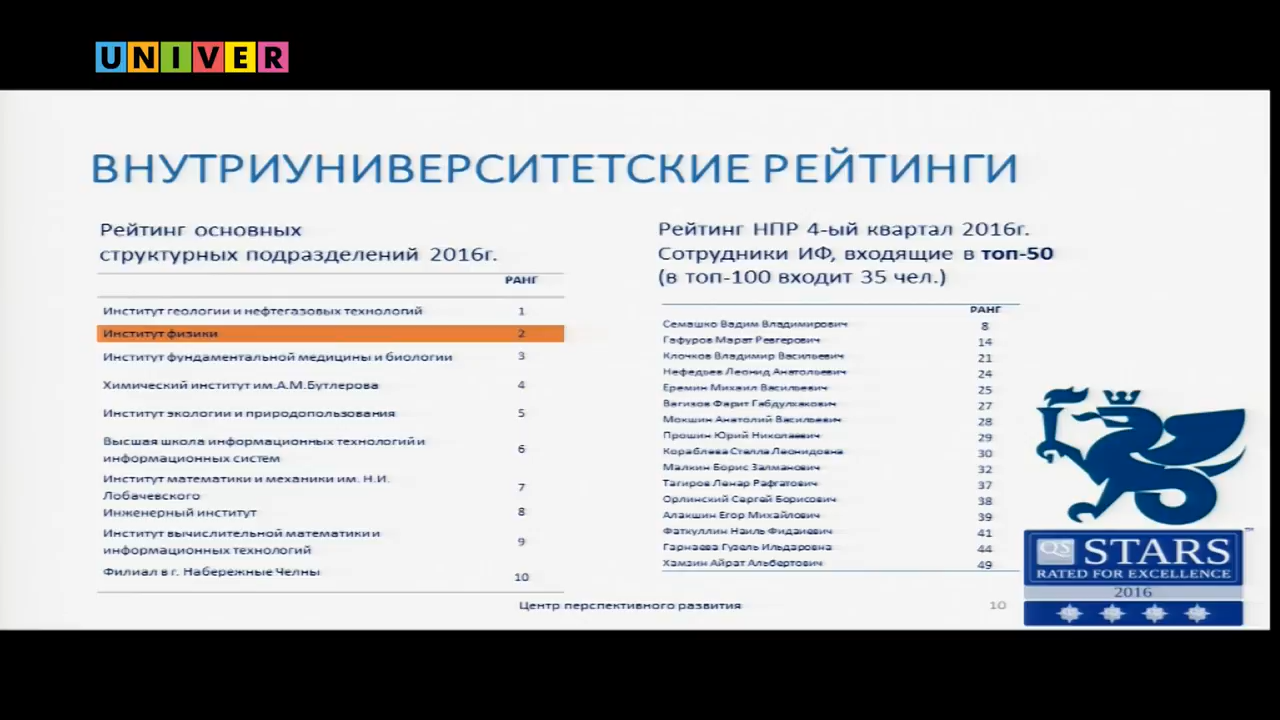 UNIVER
ВНУТРИУНИВЕРСИТЕТСКИЕ РЕЙТИНГИ
Рейтинг основных
структурных подразделений 2016г.
РАНГ
Институт геологии и нефтегазовых технологий 1
Институт физики 2
Институт фундаментальной медицины и биологии 3
Химический институт им.А.М.Бутлерова 4
Институт экологии и природопользования 5
Высшая школа информационных технологий и
информационных систем 6
Институт математики и механики им. Н.И.
Лобачевского 7
Инженерный институт 8
Институт вычислительной математики и
информационных технологий 9
Филиал в г. Набережные Челны 10
Рейтинг НПР 4-ый квартал 2016г.
Сотрудники ИФ, входящие в топ-50
(в топ-100 входит 35 чел.)
РАНГ
Семашко Вадим Владимирович 8
Гафуров Марат Ревгерович 14
Клочков Владимир Васильевич 21
Нефедьев Леонид Анатольевич 24
Еремин Михаил Васильевич 25
Вагизов Фарит Габдулхакович 27
Мокшин Анатолий Васильевич 28
Прошин Юрий Николаевич 29
Кораблева Стелла Леонидовна 30
Малкин Борис Залманович 32
Тагиров Ленар Рафгатович 37
Орлинский Сергей Борисович 38
Алакшин Егор Михайлович 39
Фаткуллин Наиль Фидаиевич 41
Гарнаева Гузель Ильдаровна 44
Хамзин Айрат Альбертович 49
QS STARS™
RATED FOR EXCELLENCE
2016
Центр перспективного развития
10